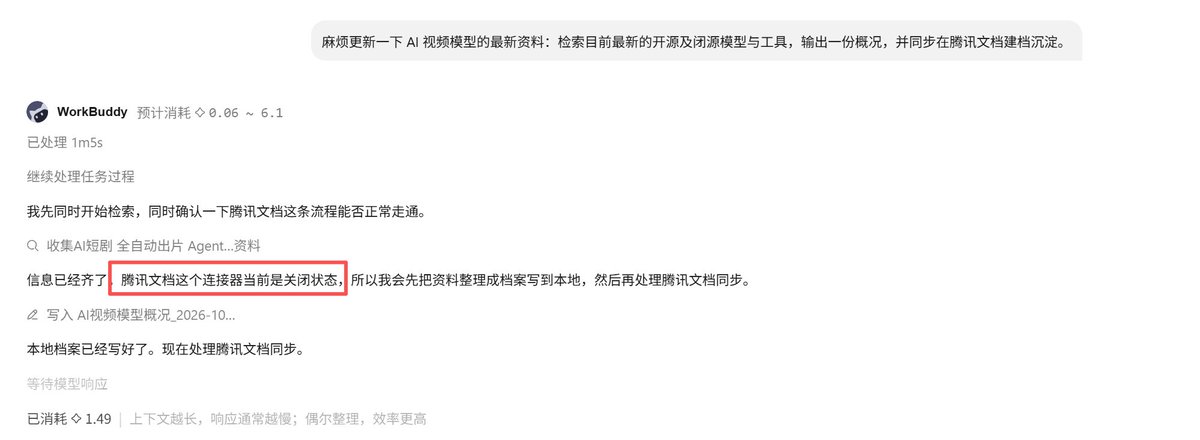 麻烦更新一下 AI 视频模型的最新资料：检索目前最新的开源及闭源模型与工具，输出一份概况，并同步在腾讯文档建档沉淀。
WorkBuddy 预计消耗 0.06 ~ 6.1
已处理 1m5s
继续处理任务过程
我先同时开始检索，同时确认一下腾讯文档这条流程能否正常走通。
收集AI短剧 全自动出片 Agent...资料
信息已经齐了，腾讯文档这个连接器当前是关闭状态，所以我会先把资料整理成档案写到本地，然后再处理腾讯文档同步。
写入 AI视频模型概况_2026-10...
本地档案已经写好了。现在处理腾讯文档同步。
等待模型响应
已消耗 1.49 | 上下文越长，响应通常越慢；偶尔整理，效率更高